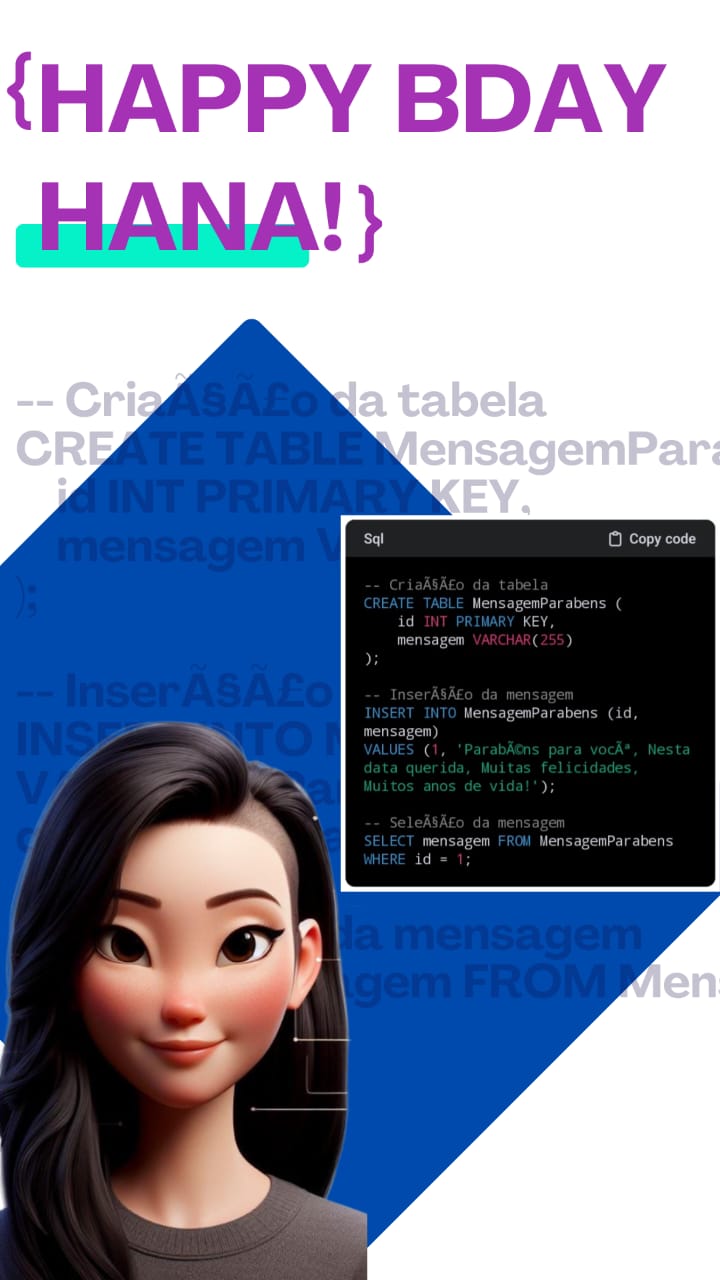 {HAPPY BDAY
HANA!}
-- CriaÃ§Ã£o da tabela
CREATE TABLE MensagemPara
id INT PRIMARY KEY,
mensagem V
);
-- InserÃ§Ã£o
INSERT INTO
Sql
Copy code
-- CriaÃ§Ã£o da tabela
CREATE TABLE MensagemParabens (
id INT PRIMARY KEY,
mensagem VARCHAR(255)
);
-- InserÃ§Ã£o da mensagem
INSERT INTO MensagemParabens (id,
mensagem)
VALUES (1, 'ParabÃ©ns para vocÃª, Nesta
data querida, Muitas felicidades,
Muitos anos de vida!');
-- SeleÃ§Ã£o da mensagem
SELECT mensagem FROM MensagemParabens
WHERE id = 1;
da mensagem
gem FROM Mens